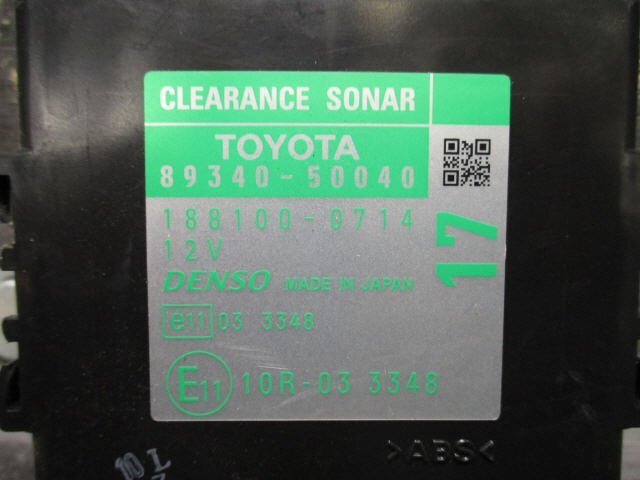 CLEARANCE SONAR
TOYOTA
89340-50040
188100-0714
12V
17
DENSO MADE IN JAPAN
e11 03 3348
E11 10R-03 3348
>ABS<
10